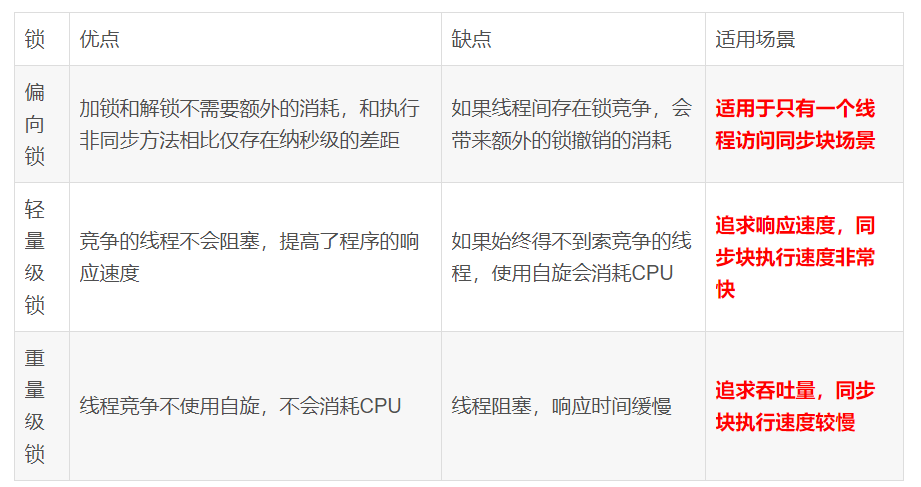 锁
优点
缺点
适用场景
偏
向
锁
加锁和解锁不需要额外的消耗，和执行
非同步方法相比仅存在纳秒级的差距
如果线程间存在锁竞争，会
带来额外的锁撤销的消耗
适用于只有一个线
程访问同步块场景
轻
量
级
锁
竞争的线程不会阻塞，提高了程序的响
应速度
如果始终得不到索竞争的线
程，使用自旋会消耗CPU
追求响应速度，同
步块执行速度非常
快
重
量
级
锁
线程竞争不使用自旋，不会消耗CPU
线程阻塞，响应时间缓慢
追求吞吐量，同步
块执行速度较慢